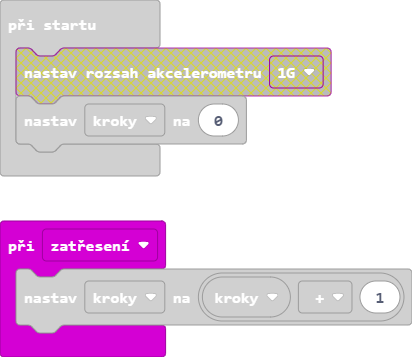 při startu
nastav rozsah akcelerometru 1G
nastav kroky na 0
při zatřesení
nastav kroky na kroky + 1